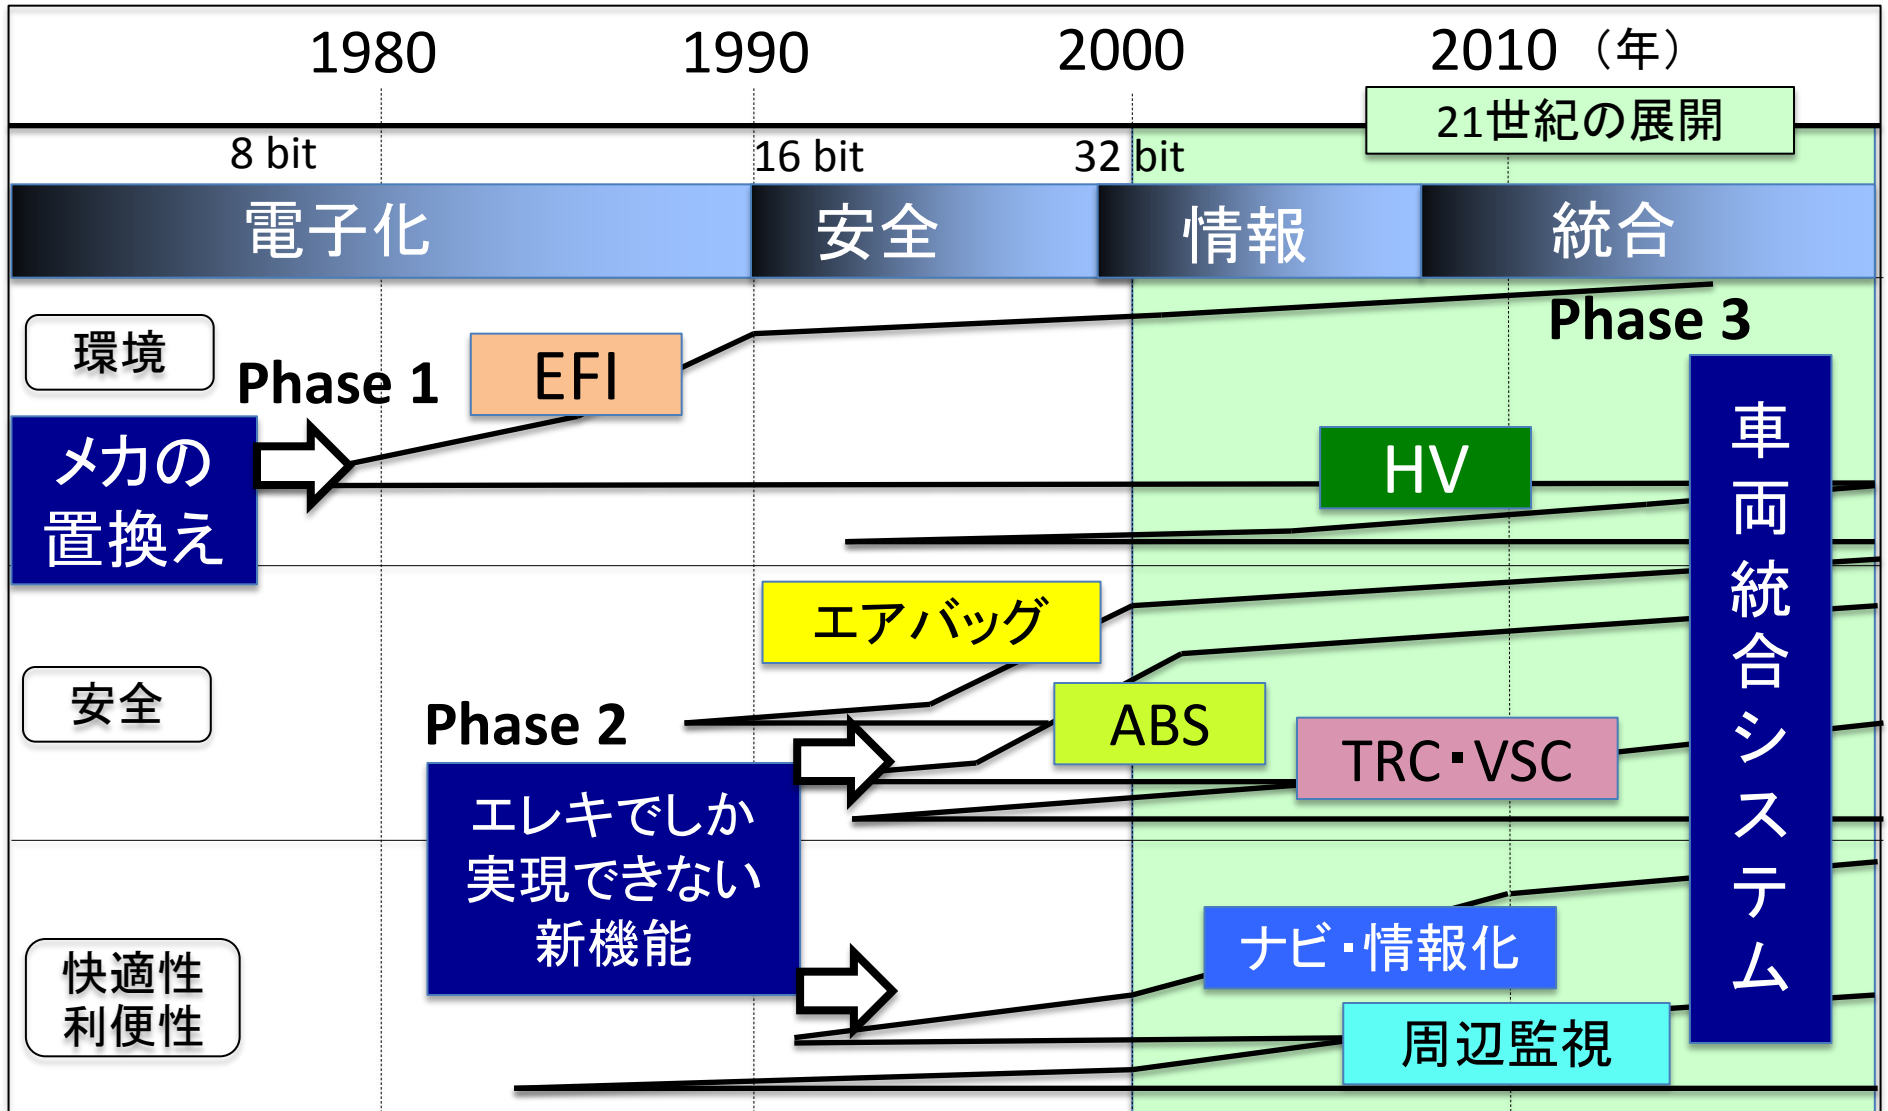 1980 1990 2000 2010 (年)
21世紀の展開
8 bit 16 bit 32 bit
電子化 安全 情報 統合
環境
Phase 1
EFI
Phase 3
メカの
置換え
HV
車両統合システム
エアバッグ
安全
Phase 2
ABS
TRC・VSC
エレキでしか
実現できない
新機能
ナビ・情報化
快適性
利便性
周辺監視